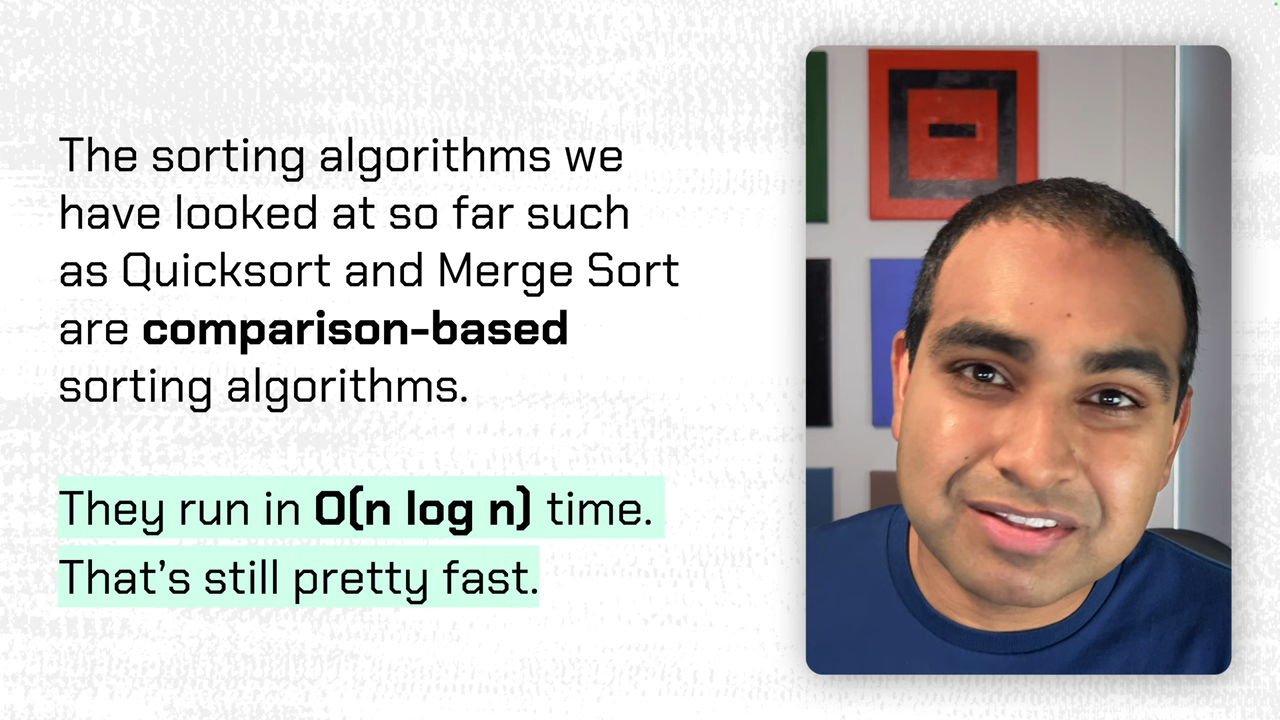 The sorting algorithms we
have looked at so far such
as Quicksort and Merge Sort
are comparison-based
sorting algorithms.
They run in O(n log n) time.
That’s still pretty fast.